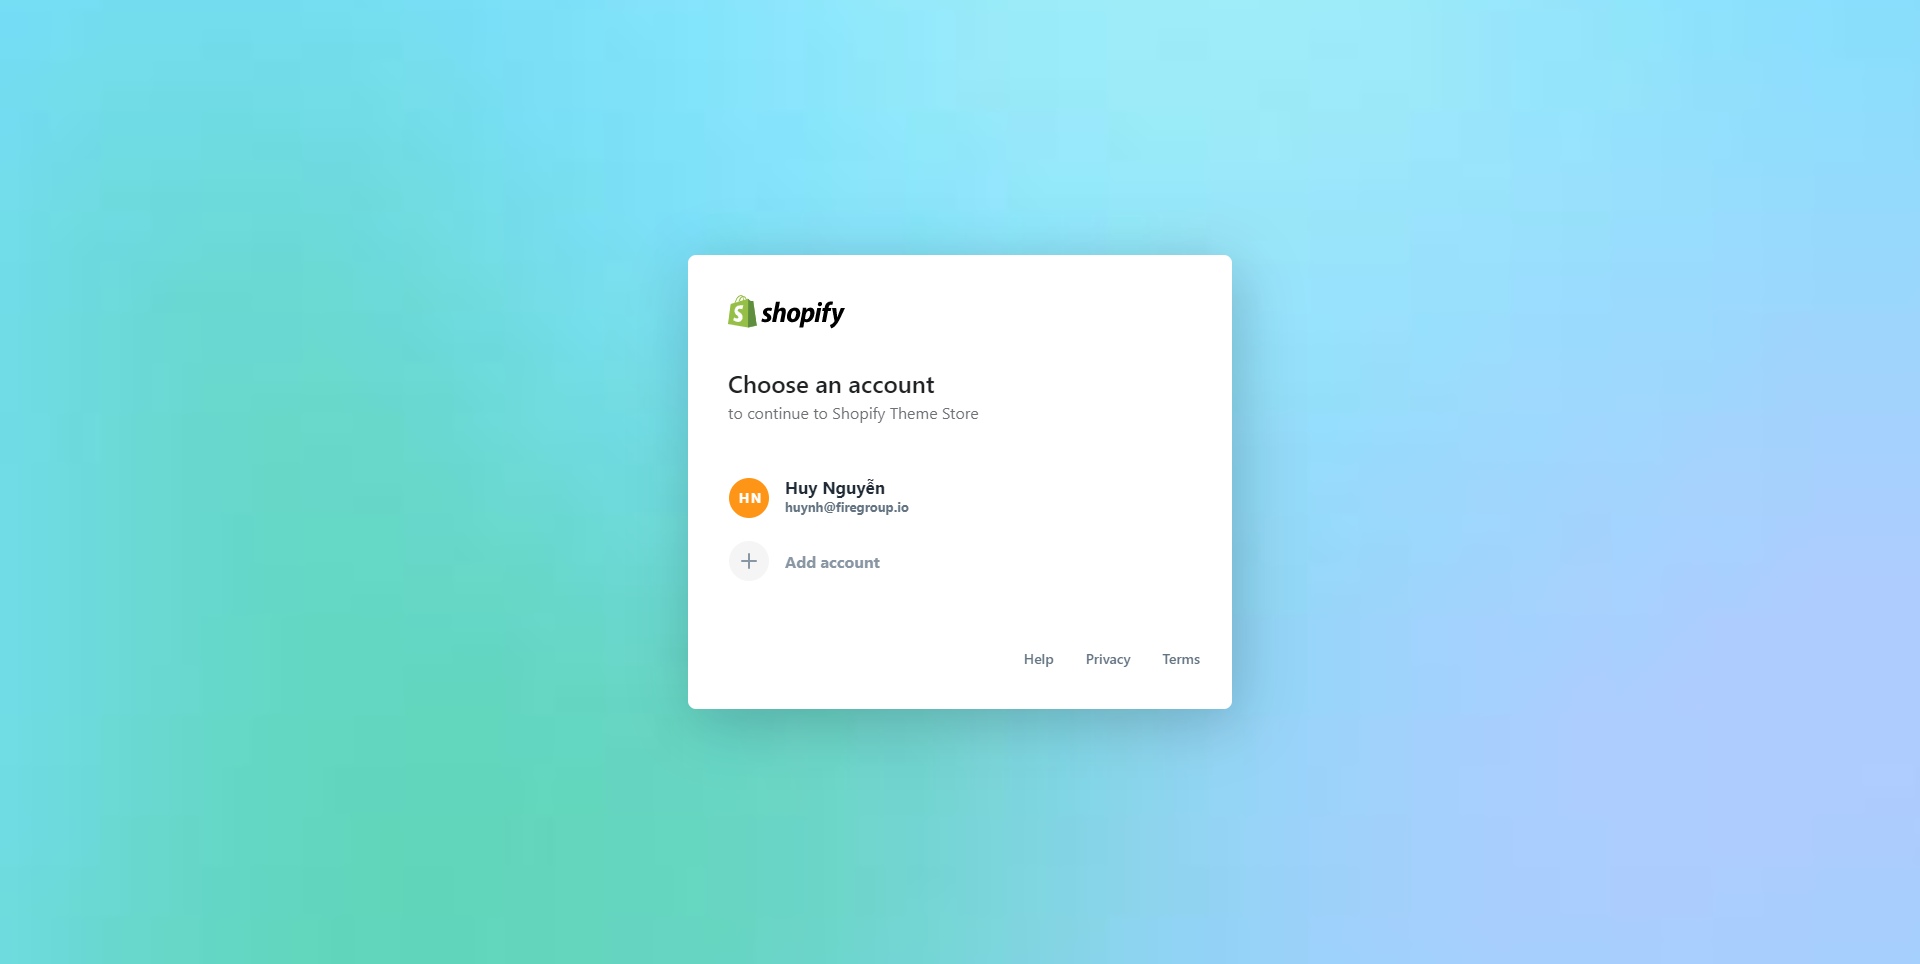 shopify
Choose an account
to continue to Shopify Theme Store
HN
Huy Nguyễn
huynh@firegroup.io
Add account
Help Privacy Terms